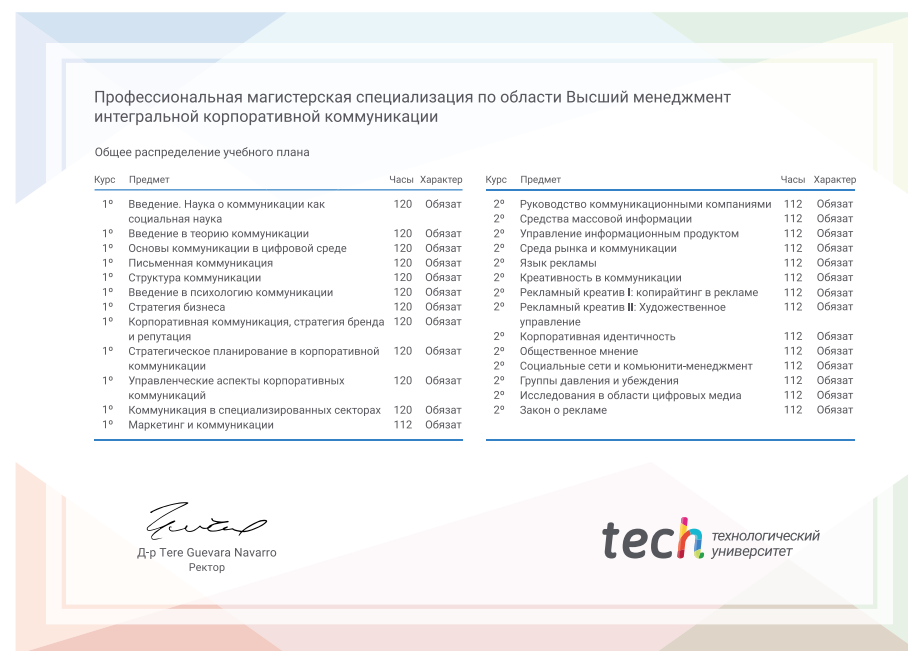 Профессиональная магистерская специализация по области Высший менеджмент
интегральной корпоративной коммуникации
Общее распределение учебного плана
Курс Предмет Часы Характер
1º Введение. Наука о коммуникации как 120 Обязат
социальная наука
1º Введение в теорию коммуникации 120 Обязат
1º Основы коммуникации в цифровой среде 120 Обязат
1º Письменная коммуникация 120 Обязат
1º Структура коммуникации 120 Обязат
1º Введение в психологию коммуникации 120 Обязат
1º Стратегия бизнеса 120 Обязат
1º Корпоративная коммуникация, стратегия бренда 120 Обязат
и репутация
1º Стратегическое планирование в корпоративной 120 Обязат
коммуникации
1º Управленческие аспекты корпоративных 120 Обязат
коммуникаций
1º Коммуникация в специализированных секторах 120 Обязат
1º Маркетинг и коммуникации 112 Обязат
Курс Предмет Часы Характер
2º Руководство коммуникационными компаниями 112 Обязат
2º Средства массовой информации 112 Обязат
2º Управление информационным продуктом 112 Обязат
2º Среда рынка и коммуникации 112 Обязат
2º Язык рекламы 112 Обязат
2º Креативность в коммуникации 112 Обязат
2º Рекламный креатив I: копирайтинг в рекламе 112 Обязат
2º Рекламный креатив II: Художественное 112 Обязат
управление
2º Корпоративная идентичность 112 Обязат
2º Общественное мнение 112 Обязат
2º Социальные сети и комьюнити-менеджмент 112 Обязат
2º Группы давления и убеждения 112 Обязат
2º Исследования в области цифровых медиа 112 Обязат
2º Закон о рекламе 112 Обязат
Д-р Tere Guevara Navarro
Ректор
tech технологический
университет